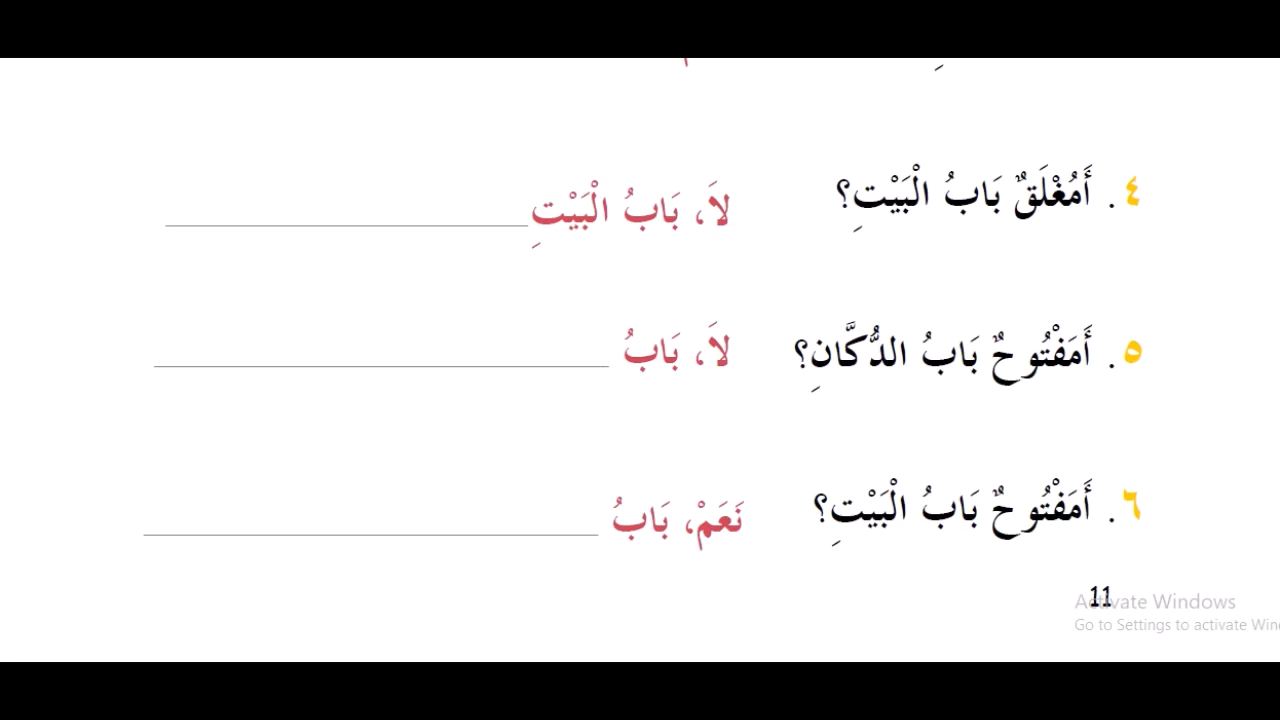 ٤. أَمُغْلَقٌ بَابُ الْبَيْتِ؟ لاَ، بَابُ الْبَيْتِ
٥. أَمَفْتُوحٌ بَابُ الدُّكَّانِ؟ لاَ، بَابُ
٦. أَمَفْتُوحٌ بَابُ الْبَيْتِ؟ نَعَمْ، بَابُ
11
Activate Windows
Go to Settings to activate Win